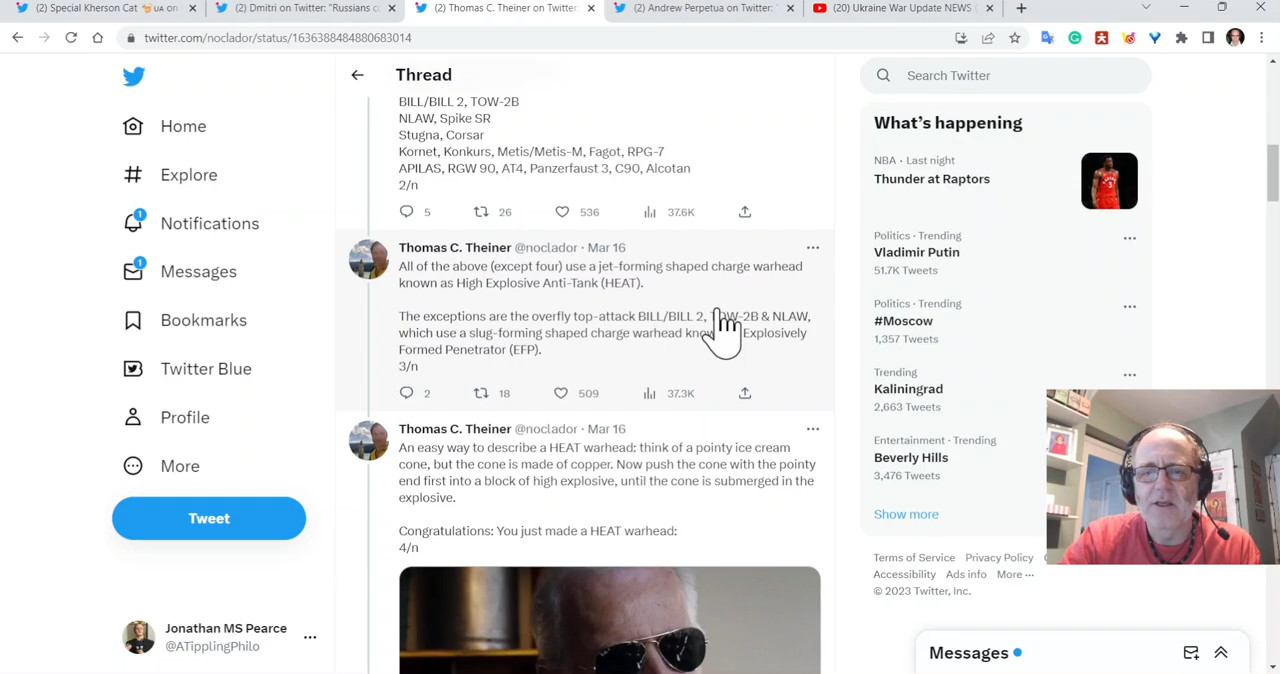 (2) Special Kherson Cat
UA on
(2) Dmitri on Twitter: "Russians c
(2) Thomas C. Theiner on Twitter
(2) Andrew Perpetua on Twitter: "
(20) Ukraine War Update NEWS
twitter.com/noclador/status/1636388484880683014
Home
Explore
1
Notifications
1
Messages
Bookmarks
Twitter Blue
Profile
More
Tweet
Jonathan MS Pearce
@ATipplingPhilo
Thread
BILL/BILL 2, TOW-2B
NLAW, Spike SR
Stugna, Corsar
Kornet, Konkurs, Metis/Metis-M, Fagot, RPG-7
APILAS, RGW 90, AT4, Panzerfaust 3, C90, Alcotan
2/n
5 26 536 37.6K
Thomas C. Theiner @noclador · Mar 16
All of the above (except four) use a jet-forming shaped charge warhead
known as High Explosive Anti-Tank (HEAT).
The exceptions are the overfly top-attack BILL/BILL 2, TOW-2B & NLAW,
which use a slug-forming shaped charge warhead Explosively
Formed Penetrator (EFP).
3/n
2 18 509 37.3K
Thomas C. Theiner @noclador · Mar 16
An easy way to describe a HEAT warhead: think of a pointy ice cream
cone, but the cone is made of copper. Now push the cone with the pointy
end first into a block of high explosive, until the cone is submerged in the
explosive.
Congratulations: You just made a HEAT warhead:
4/n
Search Twitter
What's happening
NBA · Last night
Thunder at Raptors
Politics · Trending
Vladimir Putin
51.7K Tweets
Politics · Trending
#Moscow
1,357 Tweets
Trending
Kaliningrad
2,663 Tweets
Entertainment · Trending
Beverly Hills
3,476 Tweets
Show more
Terms of Service Privacy Policy
Accessibility Ads info More ···
© 2023 Twitter, Inc.
Messages